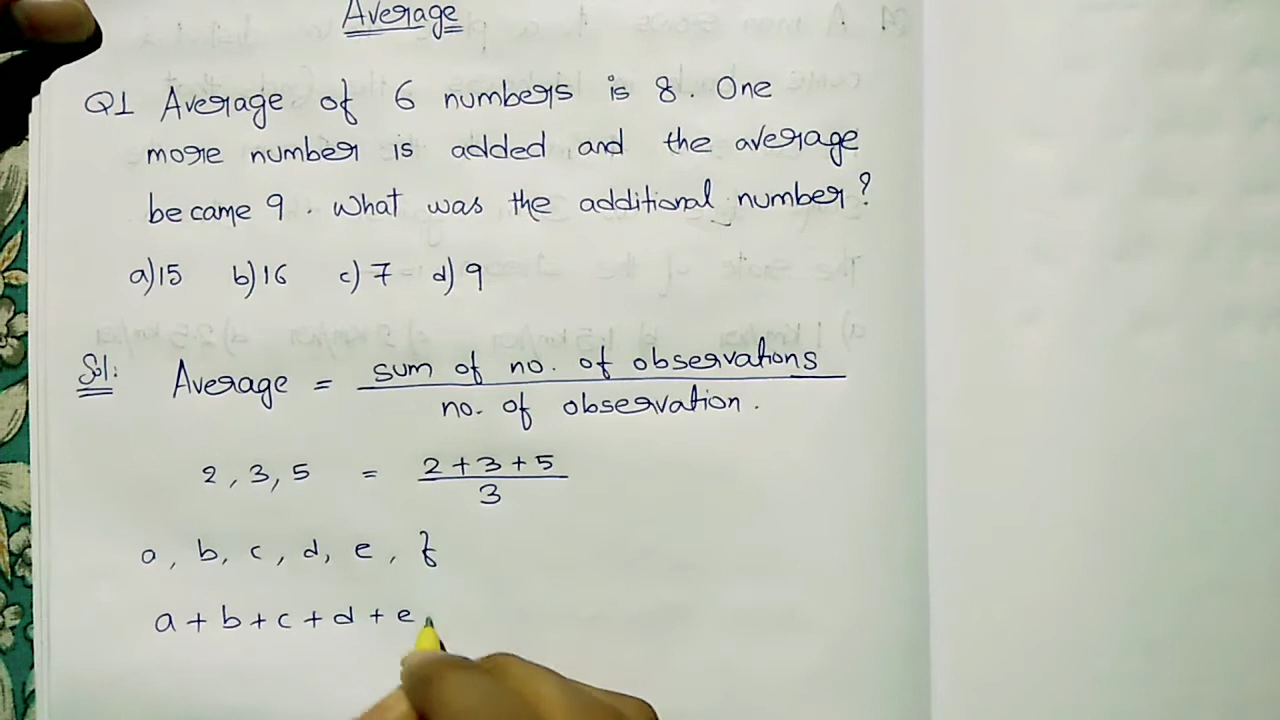 Average
Q1 Average of 6 numbers is 8. One
more number is added and the average
became 9. What was the additional number?
a)15 b)16 c)7 d)9
Sol: Average = sum of no. of observations
no. of observation.
2, 3, 5 = 2+3+5
3
a, b, c, d, e, f
a+b+c+d+e